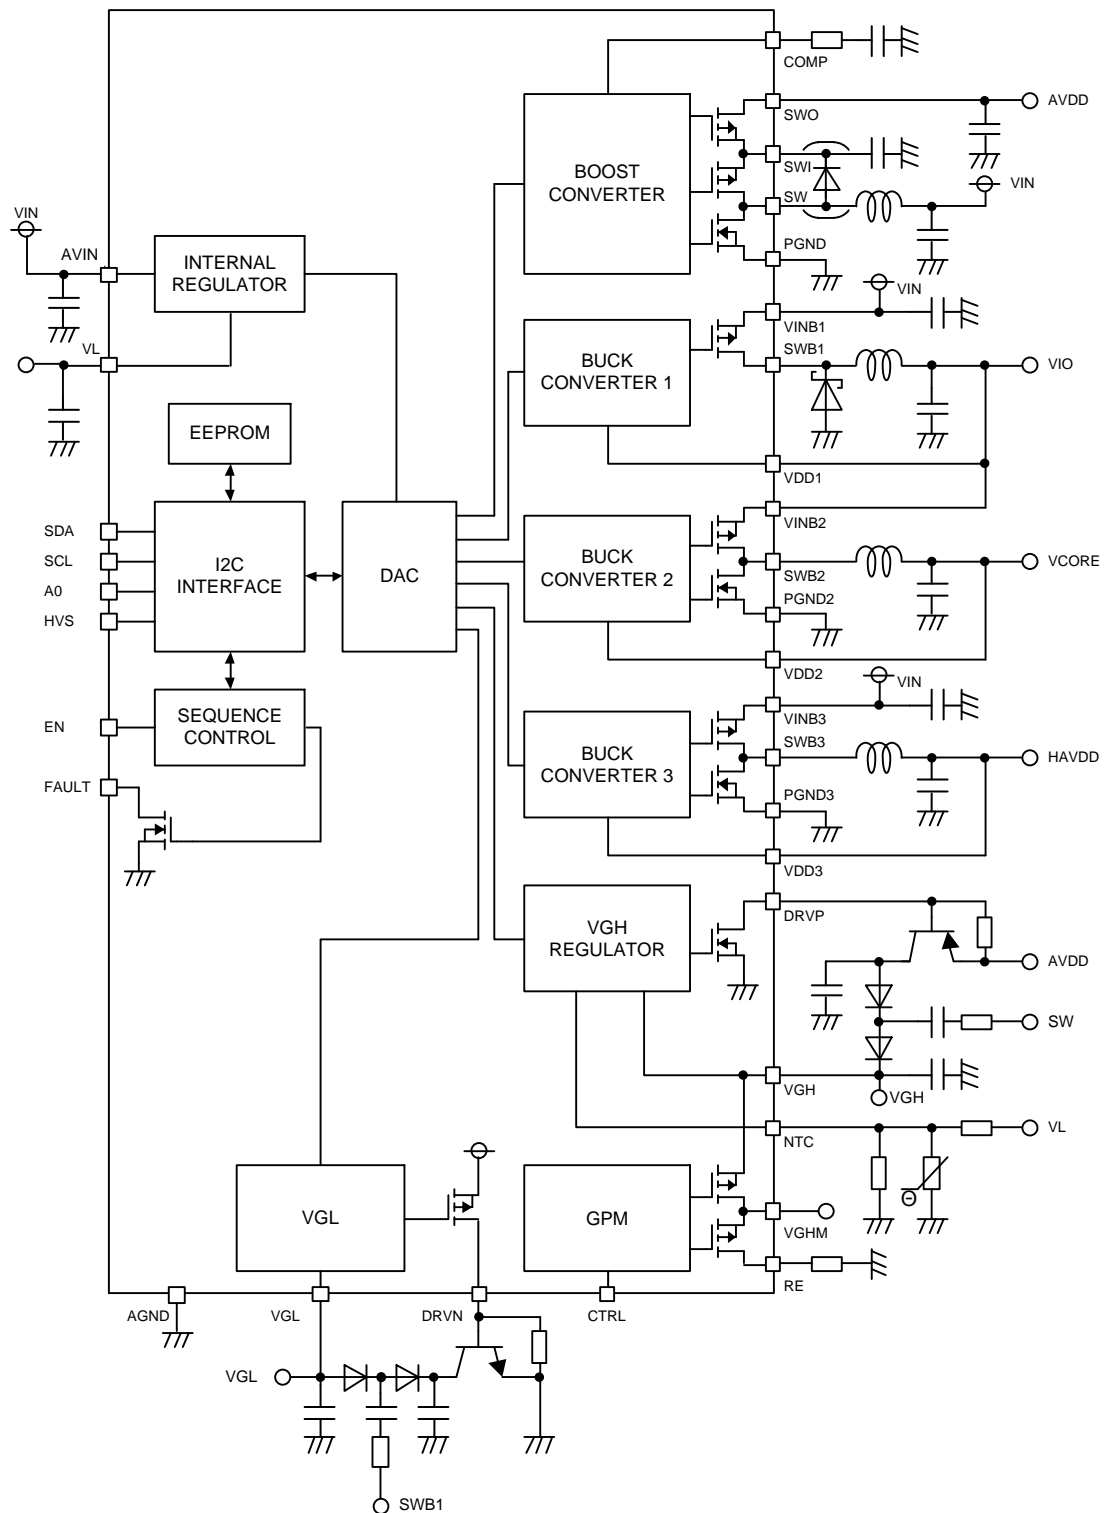 COMP
SWO
AVDD
BOOST
CONVERTER
SWI
SW
VIN
PGND
VIN
AVIN
INTERNAL
REGULATOR
VIN
VINB1
SWB1
VL
BUCK
CONVERTER 1
VIO
EEPROM
VDD1
VINB2
SDA
SCL
A0
HVS
I2C
INTERFACE
DAC
BUCK
CONVERTER 2
SWB2
PGND2
VCORE
VDD2
VIN
EN
SEQUENCE
CONTROL
VINB3
SWB3
BUCK
CONVERTER 3
HAVDD
FAULT
PGND3
VDD3
DRVP
VGH
REGULATOR
AVDD
SW
VGH
VGH
NTC
VL
Θ
VGL
GPM
VGHM
RE
AGND
VGL
DRVN
CTRL
VGL
SWB1